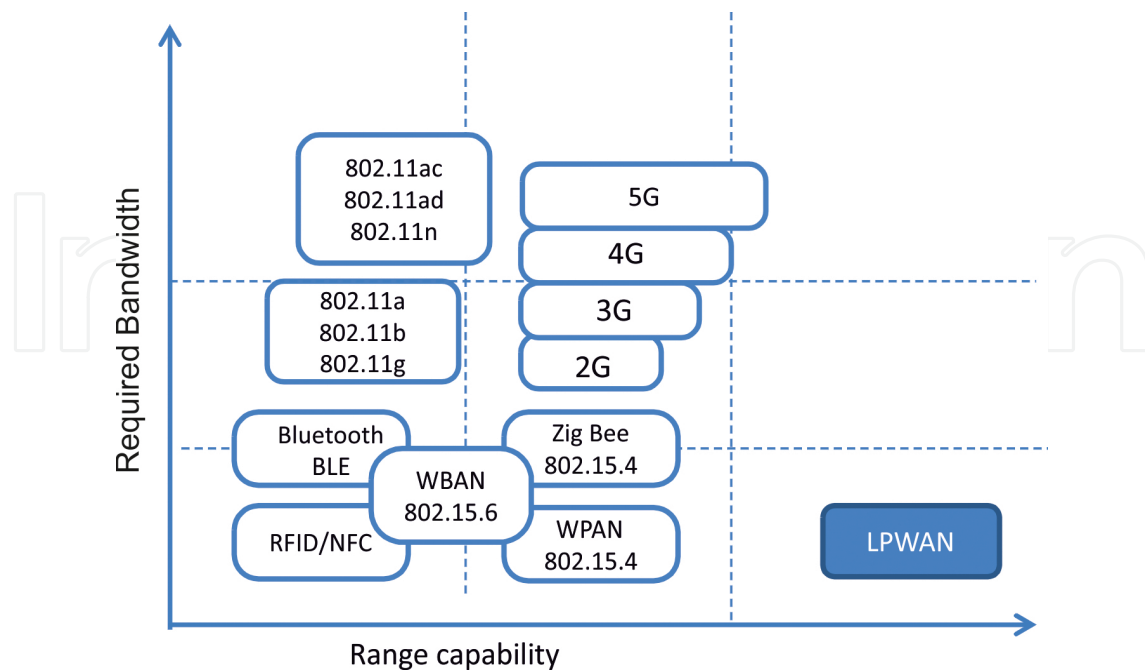 802.11ac
802.11ad
802.11n
5G
4G
802.11a
802.11b
802.11g
3G
2G
Bluetooth
BLE
Zig Bee
802.15.4
WBAN
802.15.6
RFID/NFC
WPAN
802.15.4
LPWAN
Required Bandwidth
Range capability